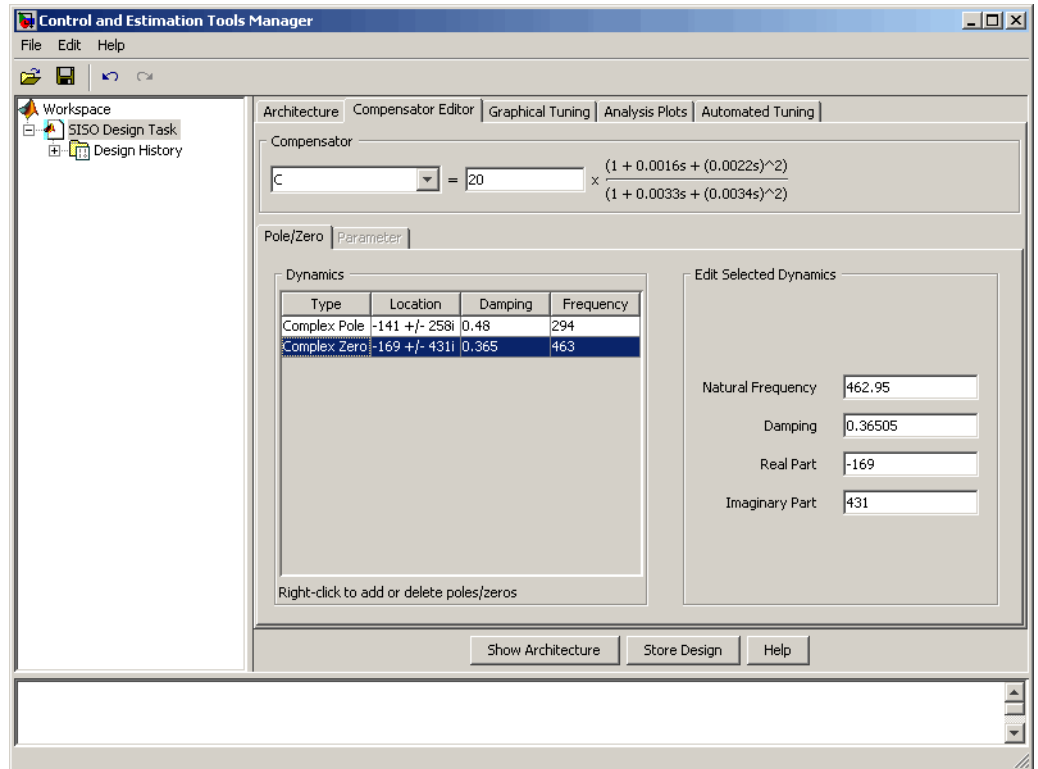 Control and Estimation Tools Manager
File Edit Help
Workspace
SISO Design Task
Design History
Architecture Compensator Editor Graphical Tuning Analysis Plots Automated Tuning
Compensator
C = 20 x (1 + 0.0016s + (0.0022s)^2)
(1 + 0.0033s + (0.0034s)^2)
Pole/Zero Parameter
Dynamics
Type Location Damping Frequency
Complex Pole -141 +/- 258i 0.48 294
Complex Zero -169 +/- 431i 0.365 463
Right-click to add or delete poles/zeros
Edit Selected Dynamics
Natural Frequency 462.95
Damping 0.36505
Real Part -169
Imaginary Part 431
Show Architecture Store Design Help